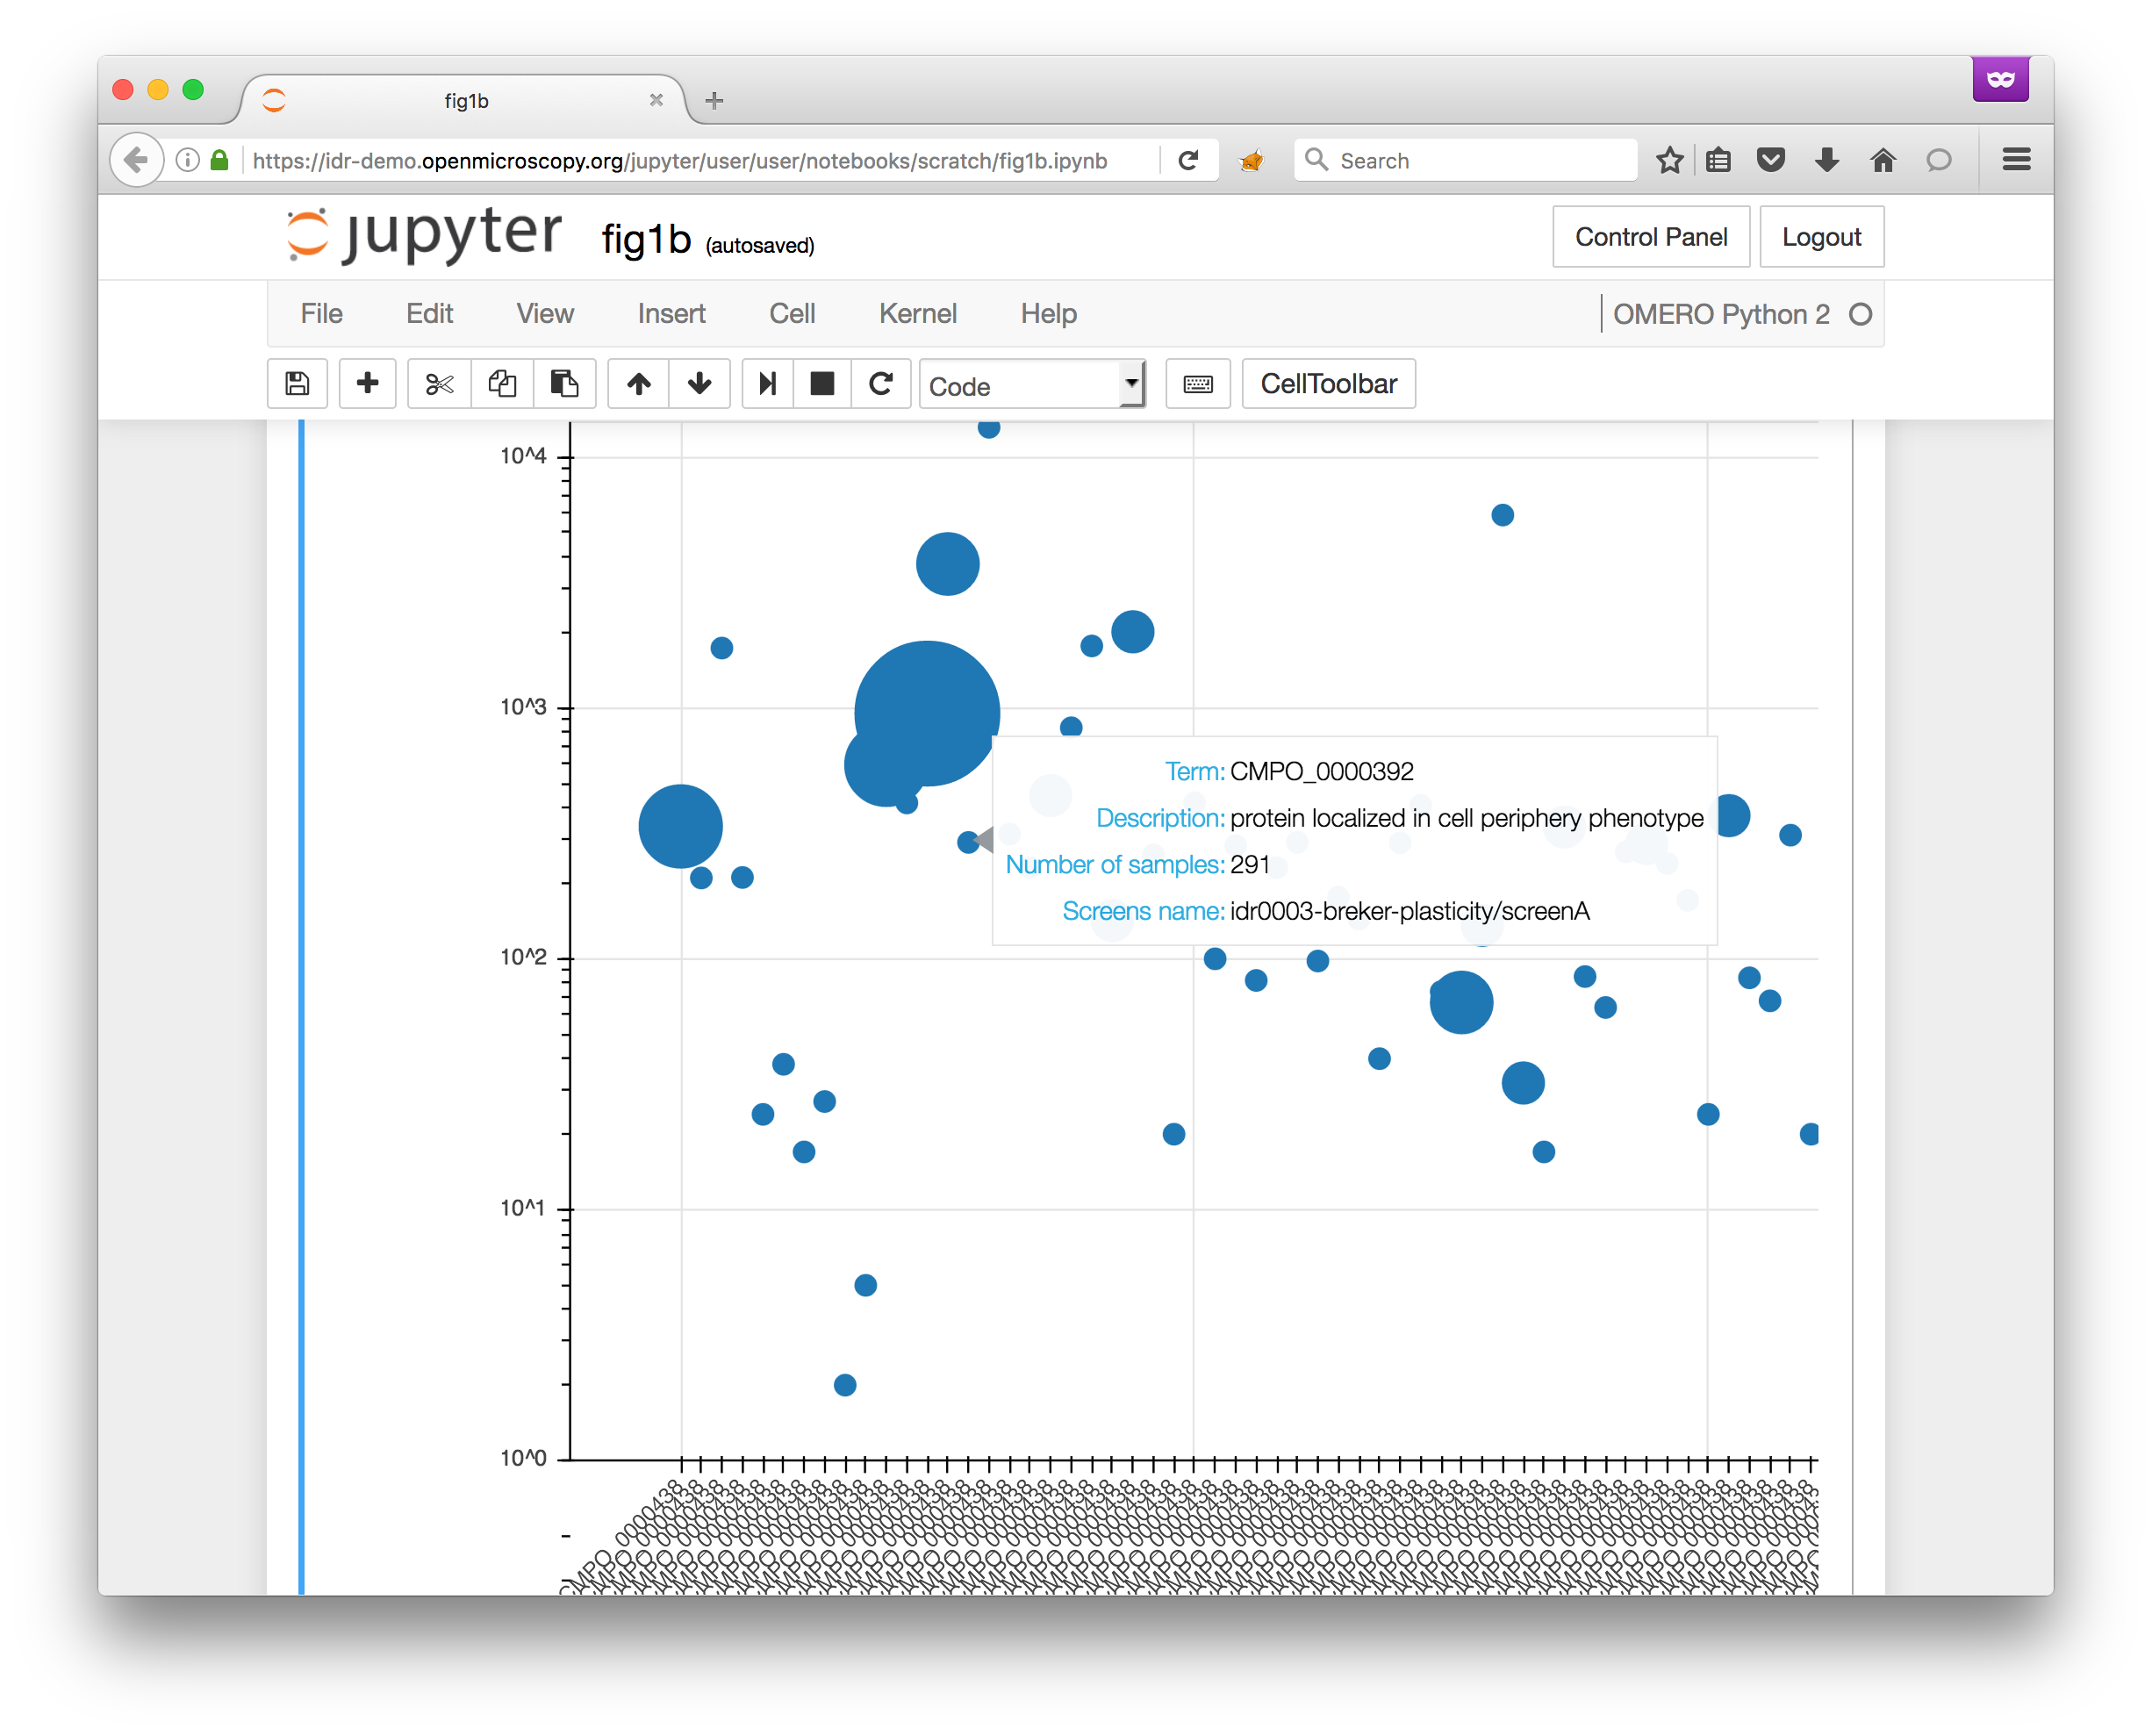 fig1b
https://idr-demo.openmicroscopy.org/jupyter/user/user/notebooks/scratch/fig1b.ipynb
Search
jupyter fig1b (autosaved)
Control Panel
Logout
File Edit View Insert Cell Kernel Help
OMERO Python 2
Code
CellToolbar
10^4
10^3
Term: CMPO_0000392
Description: protein localized in cell periphery phenotype
Number of samples: 291
Screens name: idr0003-breker-plasticity/screenA
10^2
10^1
10^0
CMPO_0000438